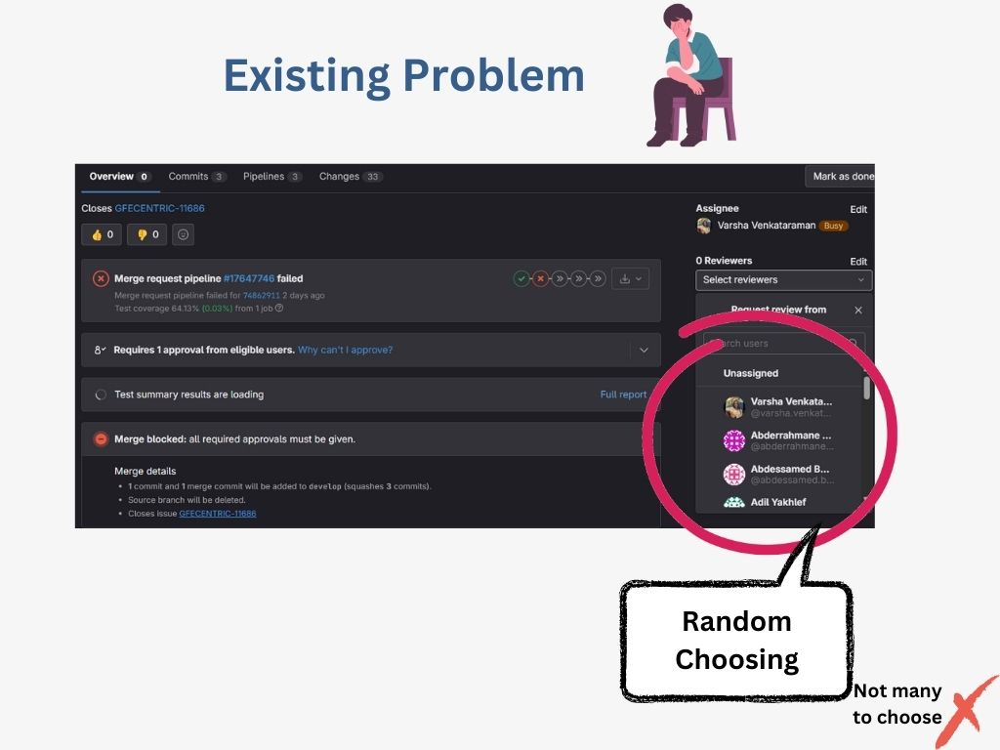 Existing Problem
Overview 0 Commits 3 Pipelines 3 Changes 33
Mark as done
Closes GFECENTRIC-11686
👍 0 👎 0
Assignee Edit
Varsha Venkataraman Busy
0 Reviewers Edit
Select reviewers
Merge request pipeline #17647746 failed
Merge request pipeline failed for 74862911 2 days ago
Test coverage 64.13% (0.03%) from 1 job
Request review from
Requires 1 approval from eligible users. Why can't I approve?
users
Unassigned
Test summary results are loading Full report
Varsha Venkata...
@varsha.venkat...
Merge blocked: all required approvals must be given.
Abderrahmane ...
@abderrahmane...
Merge details
Abdessamed B...
@abdessamed.b...
• 1 commit and 1 merge commit will be added to develop (squashes 3 commits).
• Source branch will be deleted.
• Closes issue GFECENTRIC-11686
Adil Yakhlef
Random
Choosing
Not many
to choose